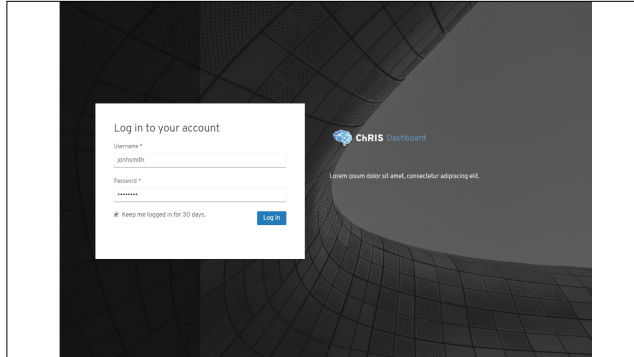 Log in to your account
Username *
jonhsmith
Password *
••••••••
Keep me logged in for 30 days.
Log In
ChRIS Dashboard
Lorem ipsum dolor sit amet, consectetur adipiscing elit.